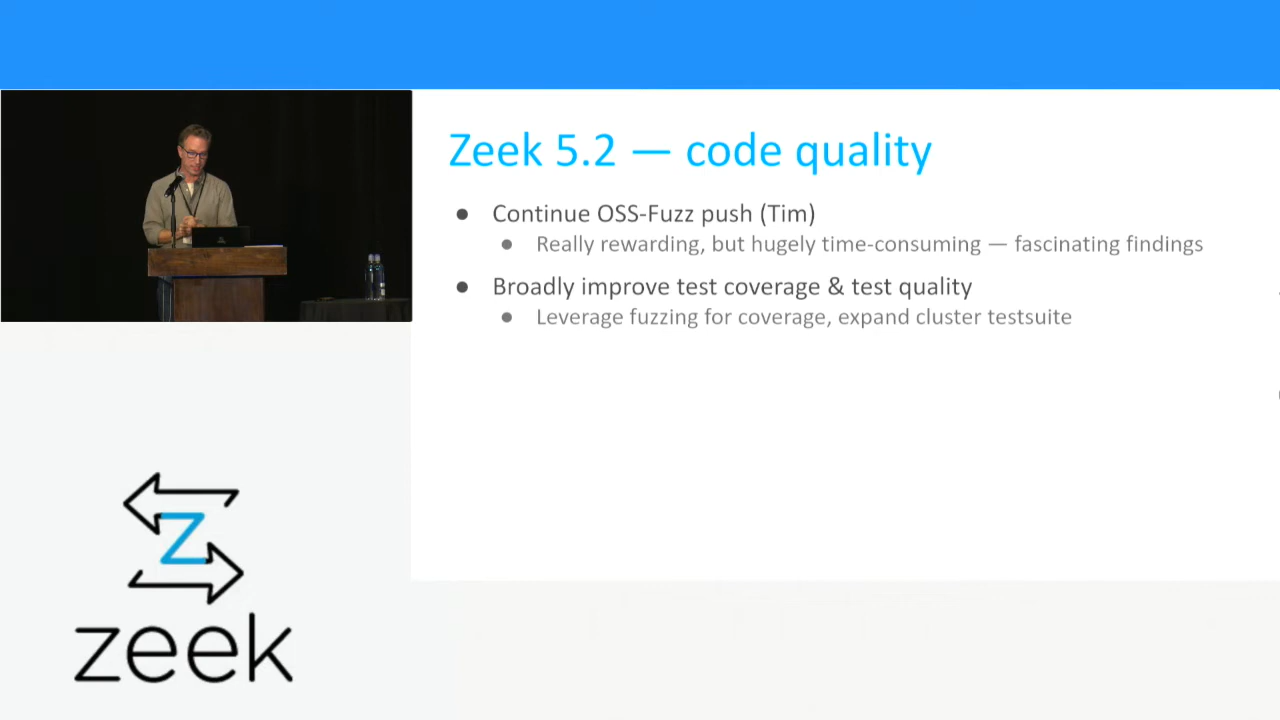 Zeek 5.2 — code quality
● Continue OSS-Fuzz push (Tim)
● Really rewarding, but hugely time-consuming — fascinating findings
● Broadly improve test coverage & test quality
● Leverage fuzzing for coverage, expand cluster testsuite
Z
zeek